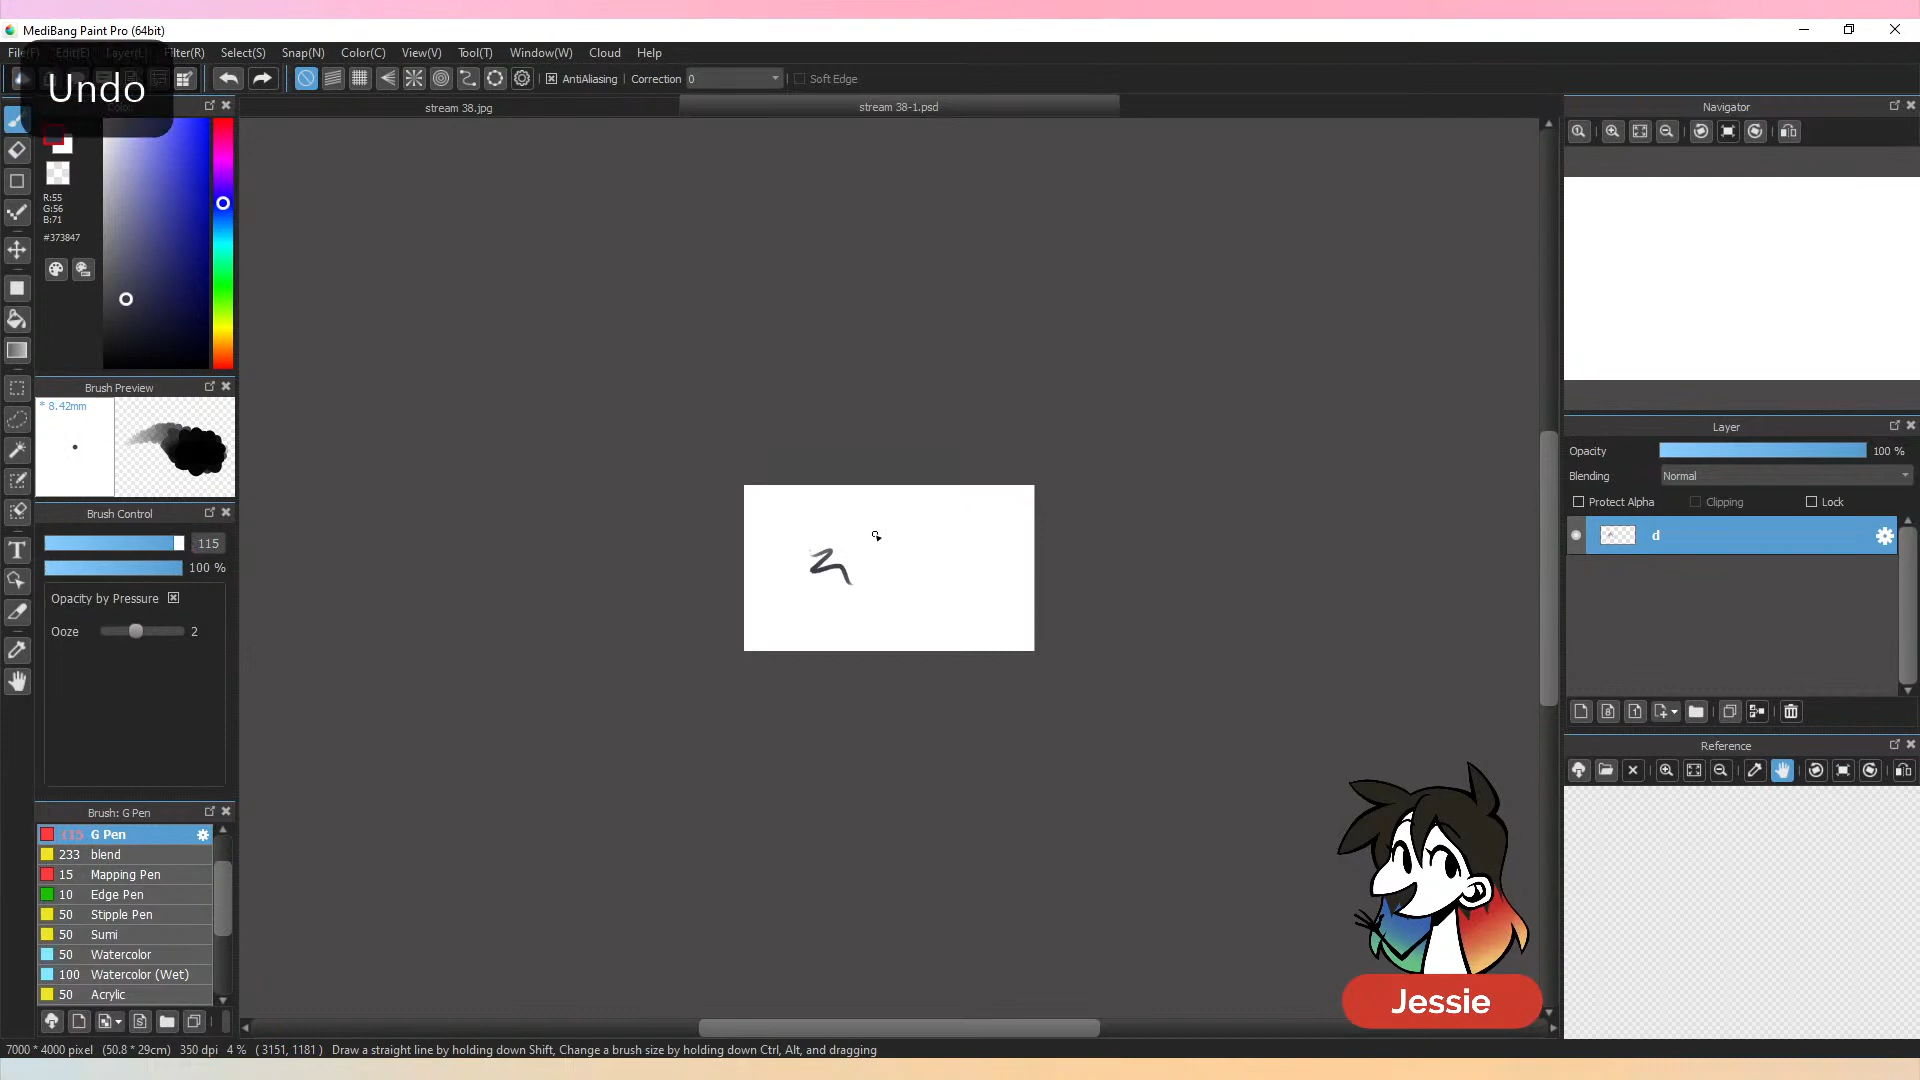 MediBang Paint Pro (64bit)
Select(S) Snap(N) Color(C) View(V) Tool(T) Window(W) Cloud Help
Undo
AntiAliasing Correction 0 Soft Edge
stream 38.jpg
stream 38-1.psd
Navigator
R:55
G:56
B:71
#373847
Brush Preview
* 8.42mm
Brush Control
115
100 %
Opacity by Pressure
Ooze 2
Brush: G Pen
G Pen
233 blend
15 Mapping Pen
10 Edge Pen
50 Stipple Pen
50 Sumi
50 Watercolor
100 Watercolor (Wet)
50 Acrylic
Layer
Opacity 100 %
Blending Normal
Protect Alpha Clipping Lock
d
Reference
Jessie
7000 * 4000 pixel (50.8 * 29cm) 350 dpi 4 % ( 3151, 1181 ) Draw a straight line by holding down Shift, Change a brush size by holding down Ctrl, Alt, and dragging